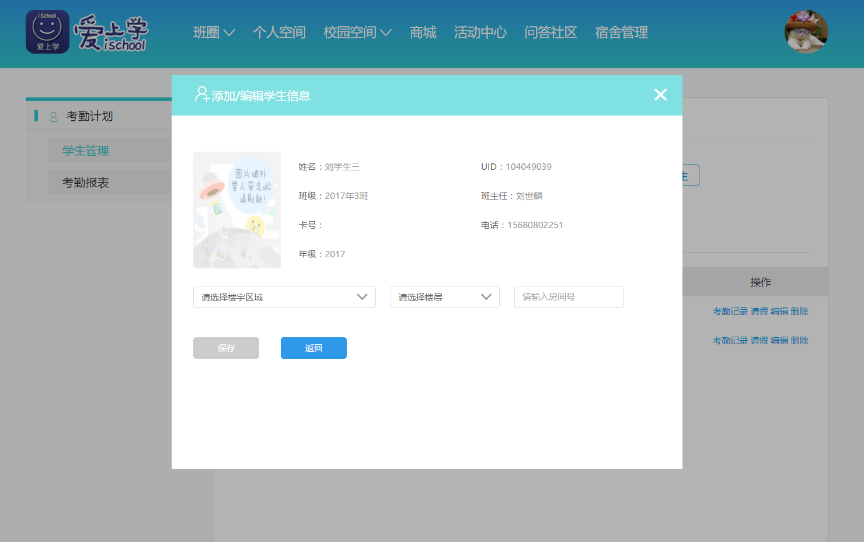 iSchool
爱上学
爱上学
ischool
班圈 个人空间 校园空间 商城 活动中心 问答社区 宿舍管理
添加/编辑学生信息
考勤计划
学生管理
考勤报表
图片被外
星人带走啦
请刷新!
姓名：刘学生三 UID：104049039
班级：2017年3班 班主任：刘世麟
卡号： 电话：15680802251
年级：2017
请选择楼宇区域 请选择楼层 请输入房间号
保存 返回
操作
考勤记录 请假 编辑 删除
考勤记录 请假 编辑 删除